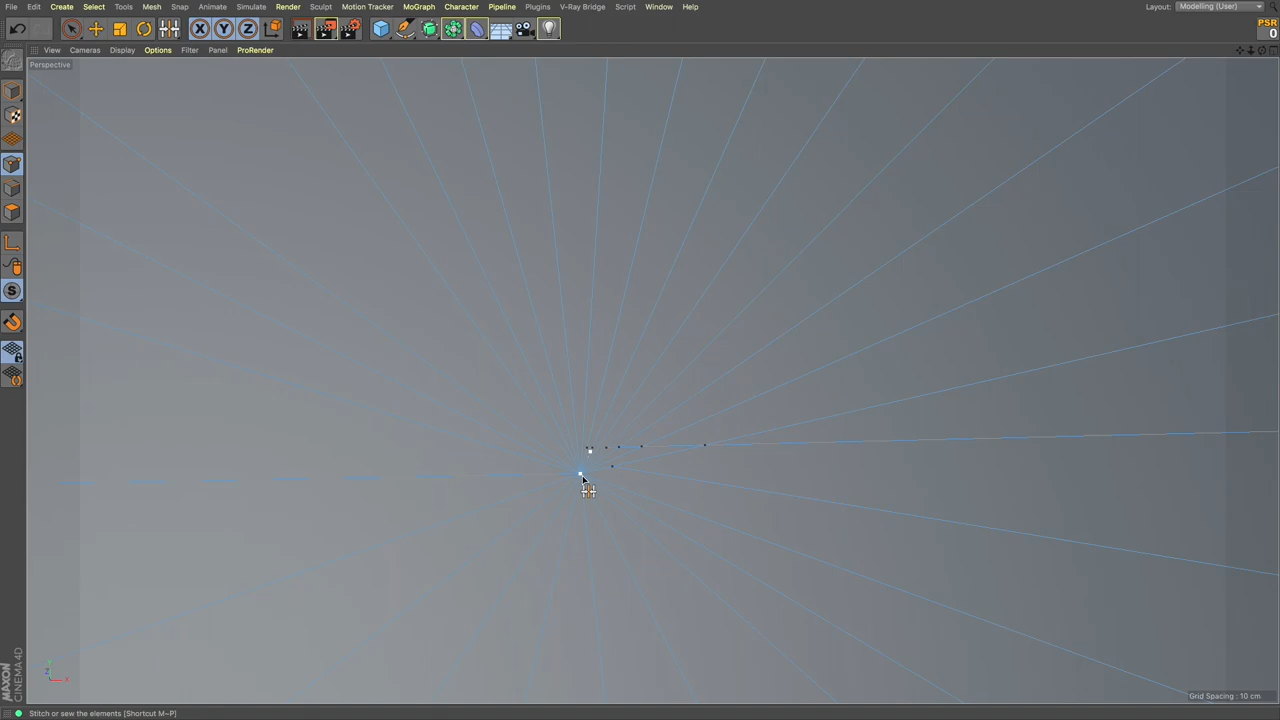 File Edit Create Select Tools Mesh Snap Animate Simulate Render Sculpt Motion Tracker MoGraph Character Pipeline Plugins V-Ray Bridge Script Window Help Layout: Modelling (User)
X Y Z PSR
0
View Cameras Display Options Filter Panel ProRender
Perspective
S
Y
Z
X
Grid Spacing : 10 cm
MAXON
CINEMA 4D
Stitch or sew the elements [Shortcut M~P]